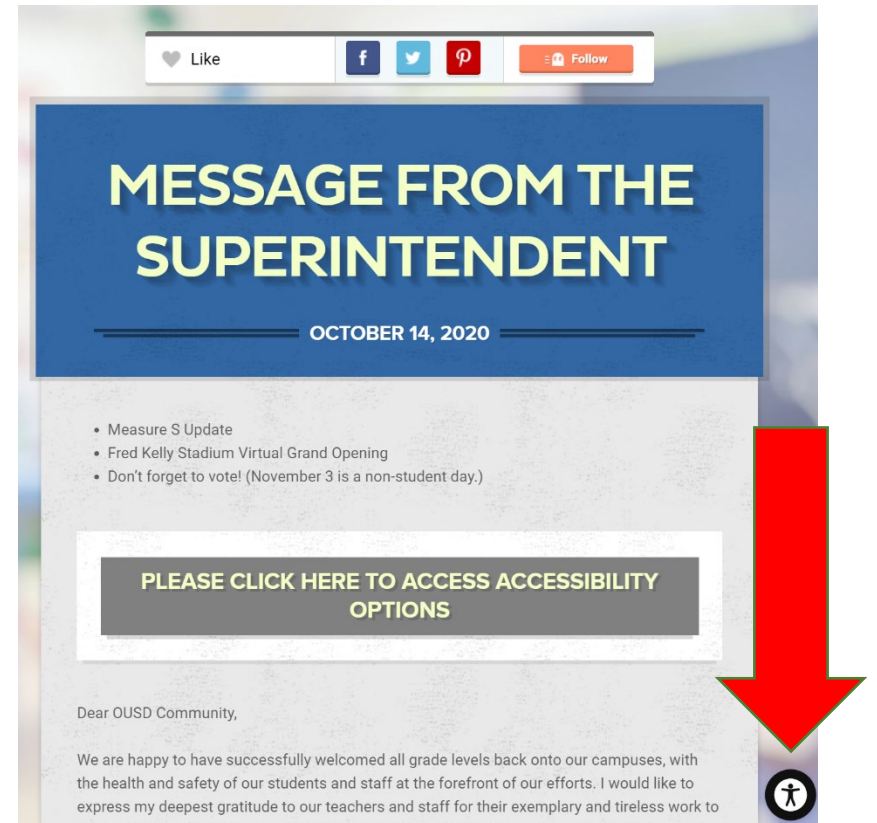 Like
f
Follow
MESSAGE FROM THE
SUPERINTENDENT
OCTOBER 14, 2020
• Measure S Update
• Fred Kelly Stadium Virtual Grand Opening
• Don't forget to vote! (November 3 is a non-student day.)
PLEASE CLICK HERE TO ACCESS ACCESSIBILITY
OPTIONS
Dear OUSD Community,
We are happy to have successfully welcomed all grade levels back onto our campuses, with
the health and safety of our students and staff at the forefront of our efforts. I would like to
express my deepest gratitude to our teachers and staff for their exemplary and tireless work to